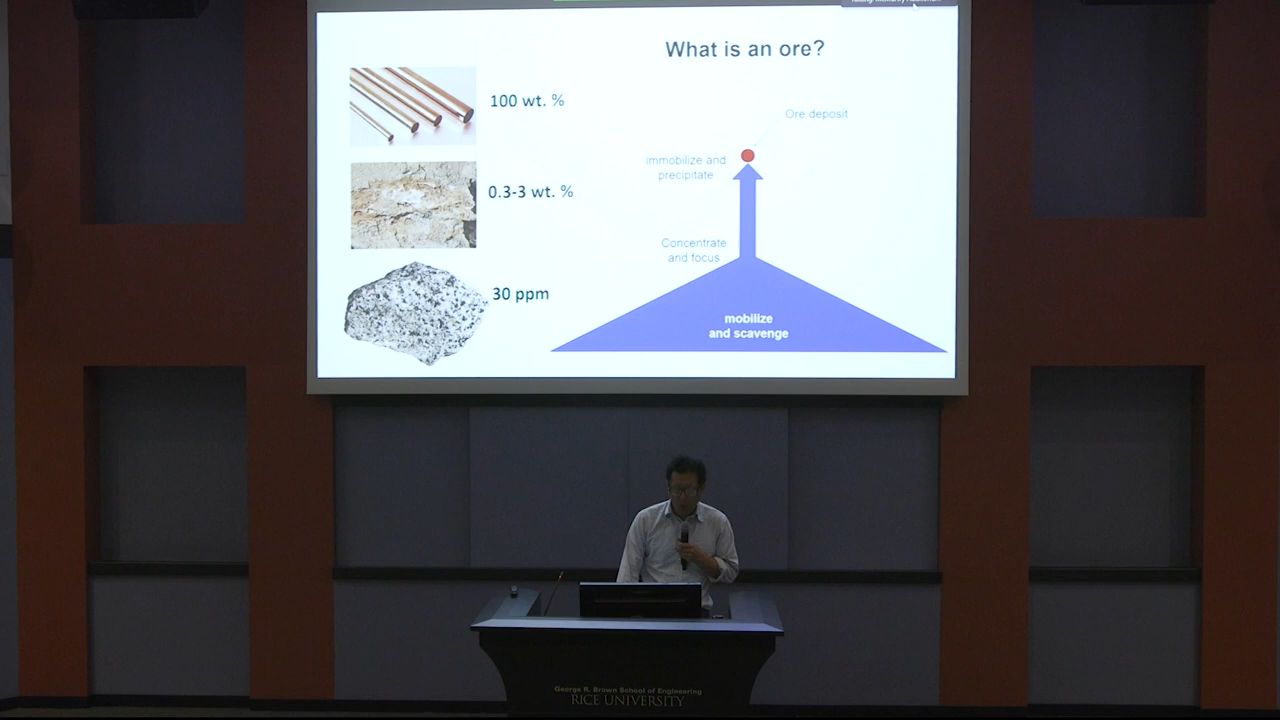 What is an ore?
100 wt. %
0.3-3 wt. %
30 ppm
Ore deposit
immobilize and
precipitate
Concentrate
and focus
mobilize
and scavenge
George R. Brown School of Engineering
RICE UNIVERSITY